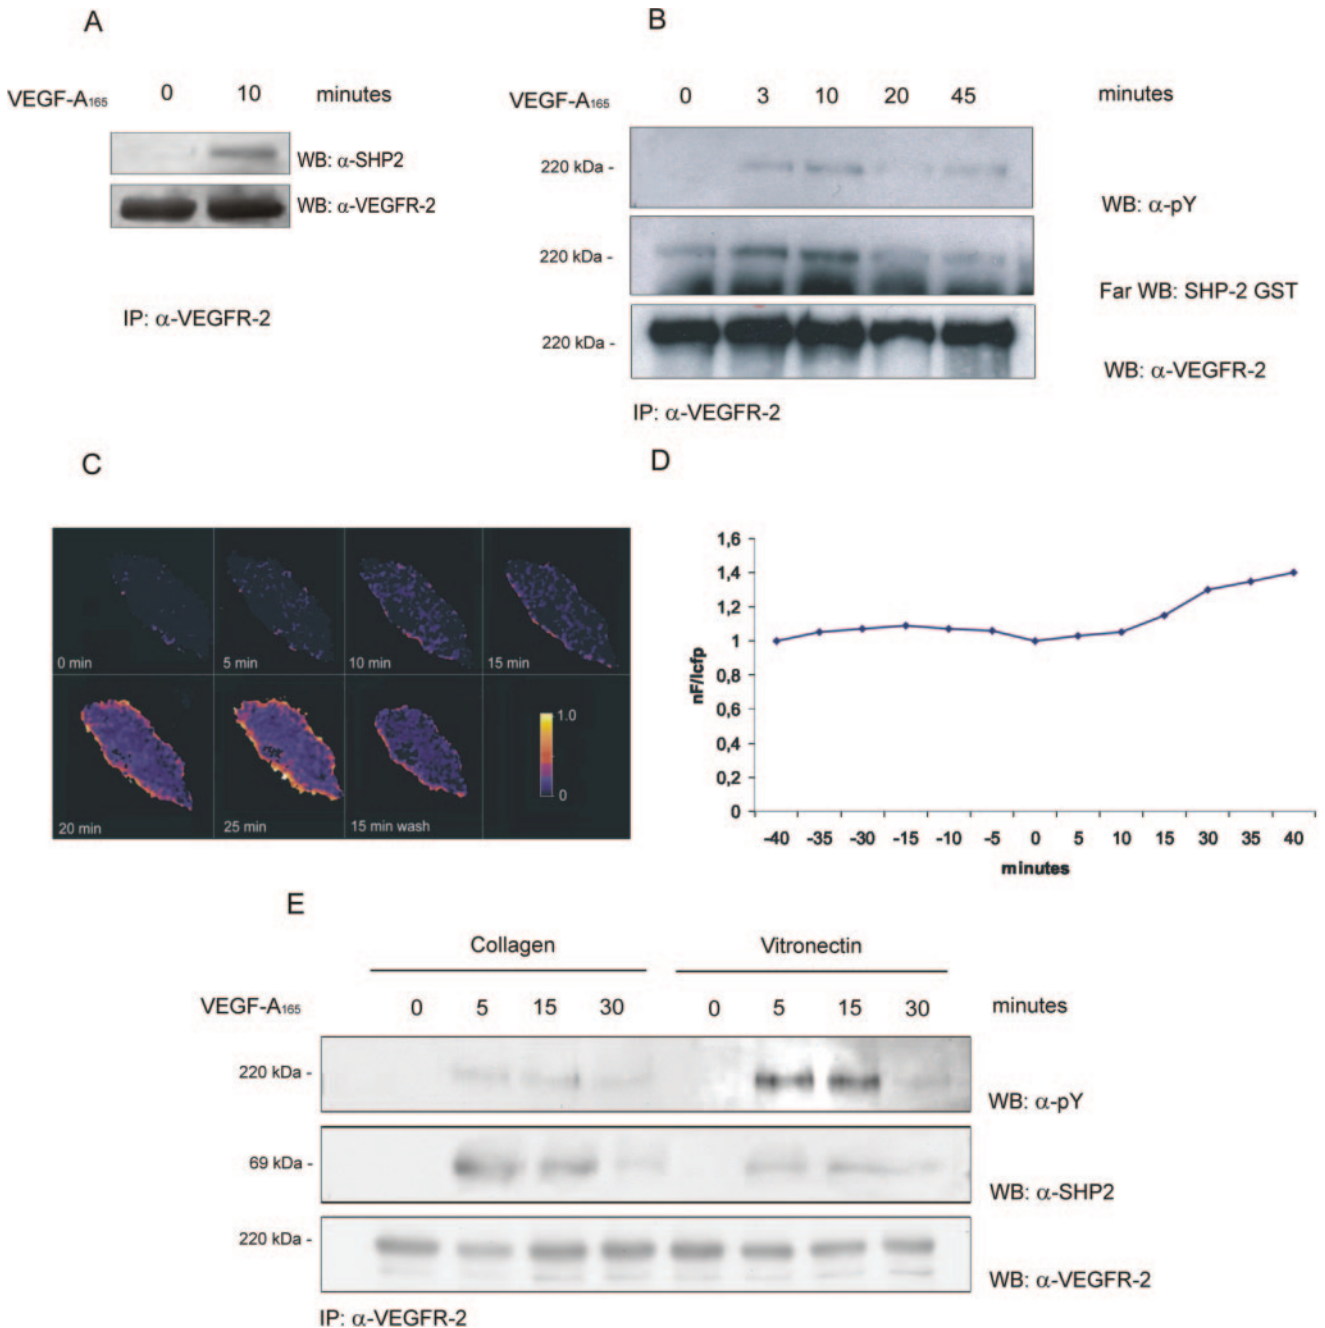 A
VEGF-A165 0 10 minutes
WB: α-SHP2
WB: α-VEGFR-2
IP: α-VEGFR-2
B
VEGF-A165 0 3 10 20 45 minutes
220 kDa -
WB: α-pY
220 kDa -
Far WB: SHP-2 GST
220 kDa -
WB: α-VEGFR-2
IP: α-VEGFR-2
C
0 min 5 min 10 min 15 min
1.0
0
20 min 25 min 15 min wash
D
1,6
1,4
1,2
1
0,8
0,6
0,4
0,2
0
nF/Icfp
-40 -35 -30 -15 -10 -5 0 5 10 15 30 35 40
minutes
E
Collagen Vitronectin
VEGF-A165 0 5 15 30 0 5 15 30 minutes
220 kDa -
WB: α-pY
69 kDa -
WB: α-SHP2
220 kDa -
WB: α-VEGFR-2
IP: α-VEGFR-2